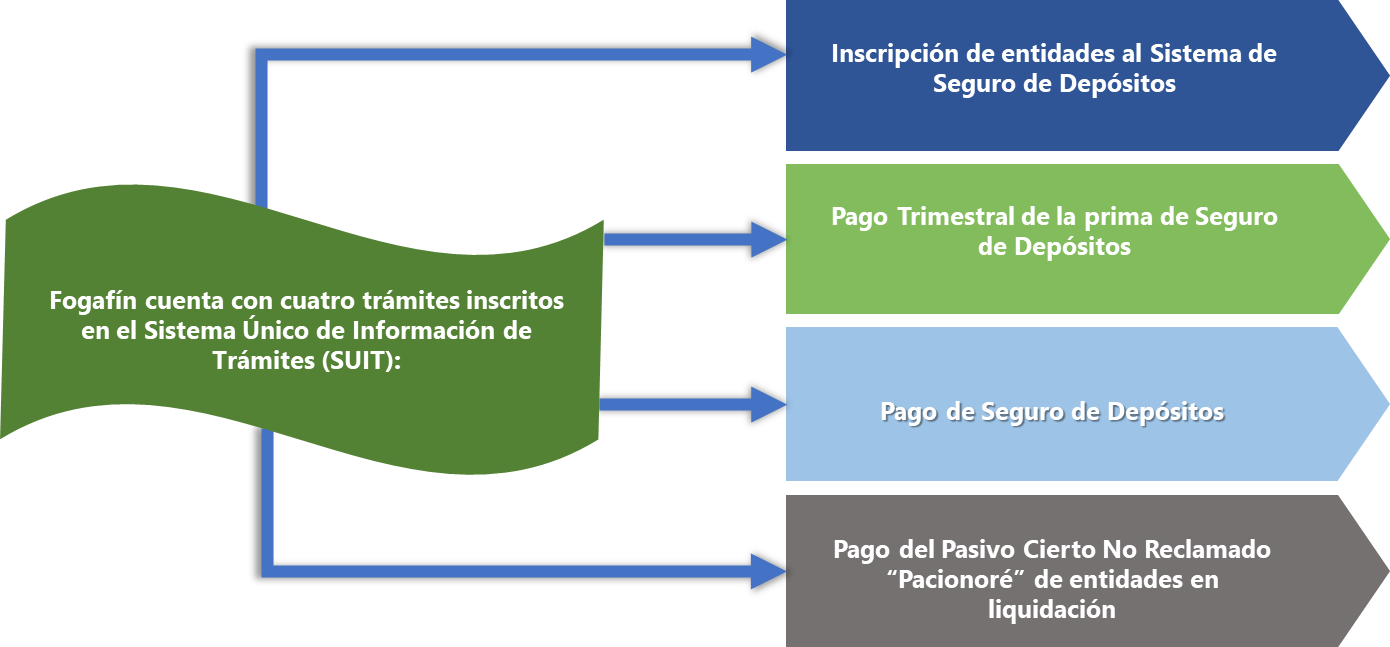 Fogafín cuenta con cuatro trámites inscritos
en el Sistema Único de Información de
Trámites (SUIT):
Inscripción de entidades al Sistema de
Seguro de Depósitos
Pago Trimestral de la prima de Seguro
de Depósitos
Pago de Seguro de Depósitos
Pago del Pasivo Cierto No Reclamado
“Pacionoré” de entidades en
liquidación